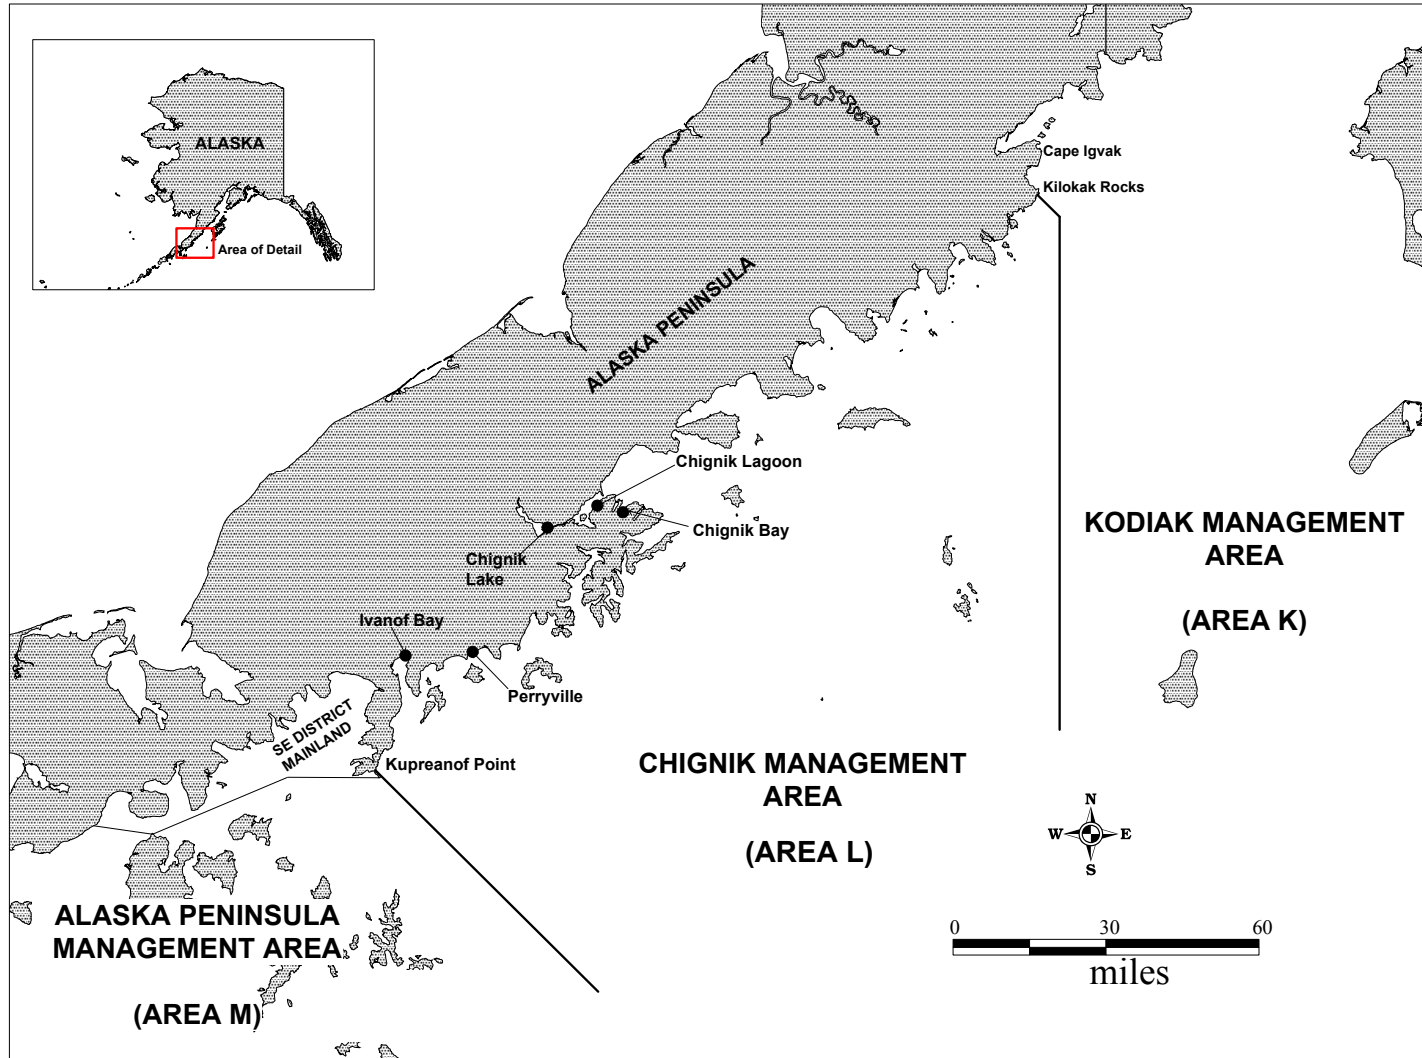 ALASKA
Area of Detail
Cape Igvak
Kilokak Rocks
ALASKA PENINSULA
Chignik Lagoon
Chignik Bay
Chignik
Lake
Ivanof Bay
Perryville
SE DISTRICT
MAINLAND
Kupreanof Point
KODIAK MANAGEMENT
AREA
(AREA K)
CHIGNIK MANAGEMENT
AREA
(AREA L)
ALASKA PENINSULA
MANAGEMENT AREA
(AREA M)
N
W E
S
0 30 60
miles